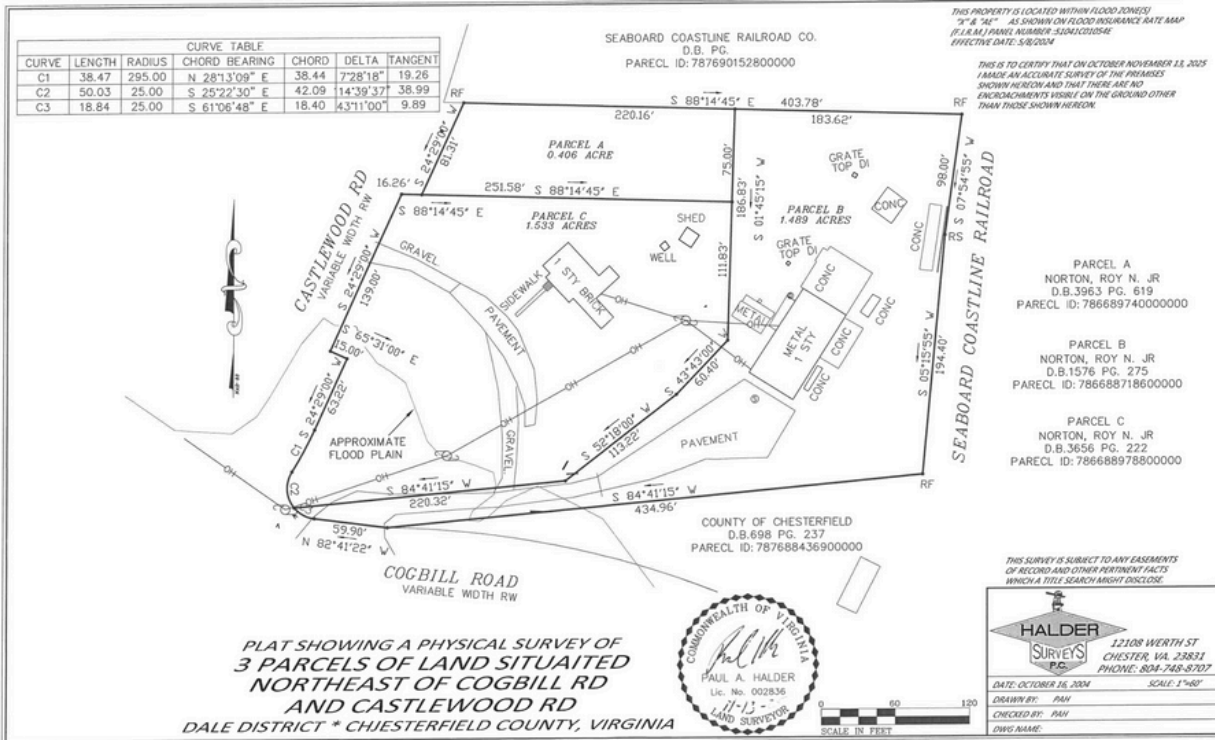 THIS PROPERTY IS LOCATED WITHIN FLOOD ZONE(S)
"X" & "AE" AS SHOWN ON FLOOD INSURANCE RATE MAP
(F.I.R.M.) PANEL NUMBER:
EFFECTIVE DATE: 5/8/2024
THIS IS TO CERTIFY THAT ON OCTOBER NOVEMBER 13, 2025
I MADE AN ACCURATE SURVEY OF THE PREMISES
SHOWN HEREON AND THAT THERE ARE NO
ENCROACHMENTS VISIBLE ON THE GROUND OTHER
THAN THOSE SHOWN HEREON.
CURVE TABLE
CURVE LENGTH RADIUS CHORD BEARING CHORD DELTA TANGENT
C1 38.47 295.00 N 28°13'09" E 38.44 7°28'18" 19.26
C2 50.03 25.00 S 25°22'30" E 42.09 114°39'37" 38.99
C3 18.84 25.00 S 61°06'48" E 18.40 43°11'00" 9.89
SEABOARD COASTLINE RAILROAD CO.
D.B. PG.
PARECL ID: 787690152800000
RF
S 88°14'45" E 403.78'
RF
220.16'
183.62'
S 24°29'00" W
81.31'
PARCEL A
0.406 ACRE
75.00'
186.83'
S 01°45'15" W
GRATE
TOP DI
98.00'
S 07°54'55" W
16.26'
251.58' S 88°14'45" E
S 88°14'45" E
CASTLEWOOD RD
VARIABLE WIDTH RW
PARCEL C
1.533 ACRES
SHED
WELL
PARCEL B
1.489 ACRES
CONC
CONC
RS
GRATE
TOP DI
111.83'
GRAVEL
SIDEWALK
1 STY BRICK
PAVEMENT
OH
S 24°29'00" W
139.00'
METAL
CONC
METAL
1 STY
CONC
CONC
CONC
OH
OH
S 65°31'00" E
15.00'
S 24°29'00" W
63.22'
S 43°43'00" W
60.40'
S 05°15'55" W
194.40'
SEABOARD COASTLINE RAILROAD
OH
APPROXIMATE
FLOOD PLAIN
GRAVEL
OH
S 52°18'00" W
113.22'
PAVEMENT
C1
C2
OH
OH
OH
S 84°41'15" W
220.32'
S 84°41'15" W
434.96'
RF
59.90'
N 82°41'22" W
COGBILL ROAD
VARIABLE WIDTH RW
COUNTY OF CHESTERFIELD
D.B.698 PG. 237
PARECL ID: 787688436900000
PARCEL A
NORTON, ROY N. JR
D.B.3963 PG. 619
PARECL ID: 786689740000000
PARCEL B
NORTON, ROY N. JR
D.B.1576 PG. 275
PARECL ID: 786688718600000
PARCEL C
NORTON, ROY N. JR
D.B.3656 PG. 222
PARECL ID: 786688978800000
PLAT SHOWING A PHYSICAL SURVEY OF
3 PARCELS OF LAND SITUAITED
NORTHEAST OF COGBILL RD
AND CASTLEWOOD RD
DALE DISTRICT * CHJESTERFIELD COUNTY, VIRGINIA
COMMONWEALTH OF VIRGINIA
PAUL A. HALDER
Lic. No. 002836
11-13-
LAND SURVEYOR
0 60 120
SCALE IN FEET
THIS SURVEY IS SUBJECT TO ANY EASEMENTS
OF RECORD AND OTHER PERTINENT FACTS
WHICH A TITLE SEARCH MIGHT DISCLOSE.
HALDER
SURVEYS
P.C.
12108 WERTH ST
CHESTER, VA. 23831
PHONE: 804-748-8707
DATE: OCTOBER 16, 2004 SCALE: 1"=60'
DRAWN BY: PAH
CHECKED BY: PAH
DWG NAME: